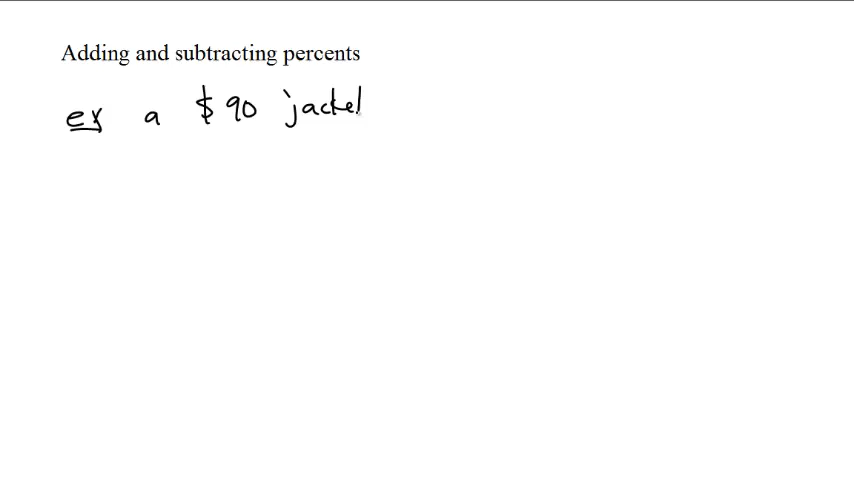 Adding and subtracting percents
ex a $90 jacket